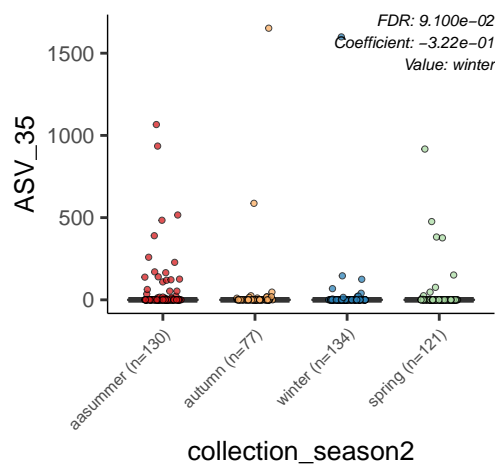 FDR: 9.100e−02
Coefficient: −3.22e−01
Value: winter
1500
1000
500
0
ASV_35
aasummer (n=130)
autumn (n=77)
winter (n=134)
spring (n=121)
collection_season2